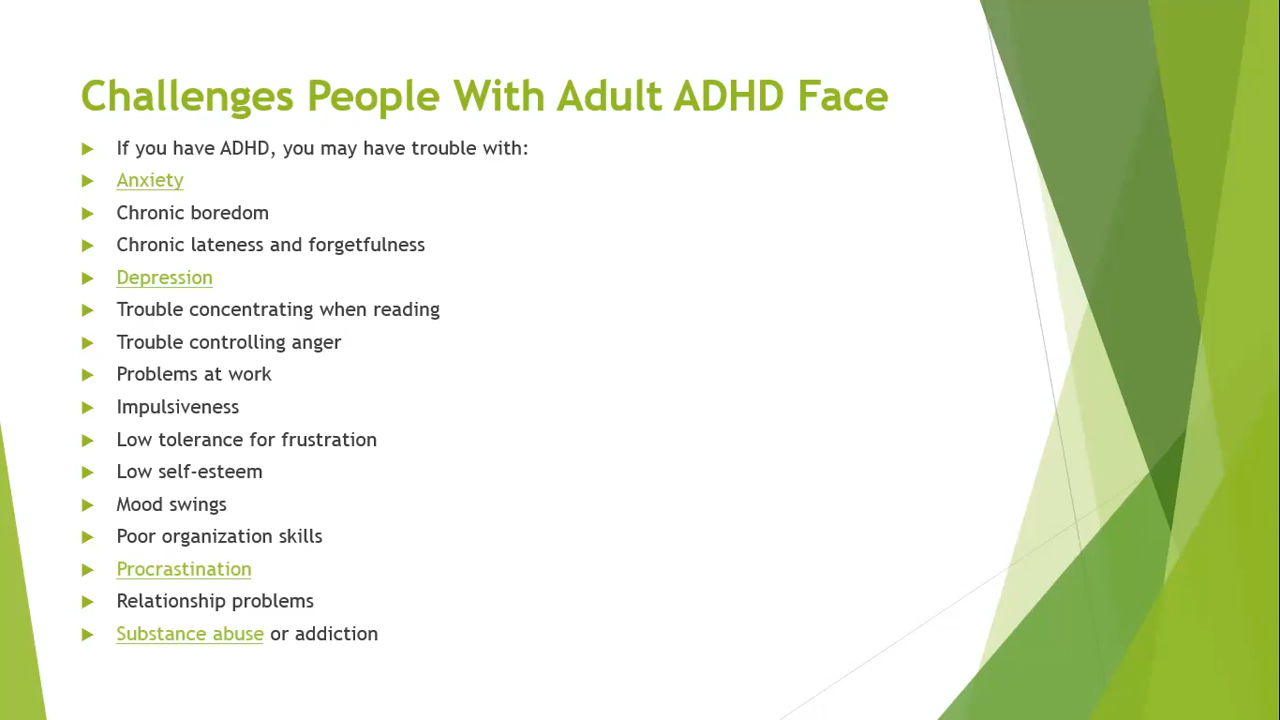 Challenges People With Adult ADHD Face
If you have ADHD, you may have trouble with:
Anxiety
Chronic boredom
Chronic lateness and forgetfulness
Depression
Trouble concentrating when reading
Trouble controlling anger
Problems at work
Impulsiveness
Low tolerance for frustration
Low self-esteem
Mood swings
Poor organization skills
Procrastination
Relationship problems
Substance abuse or addiction